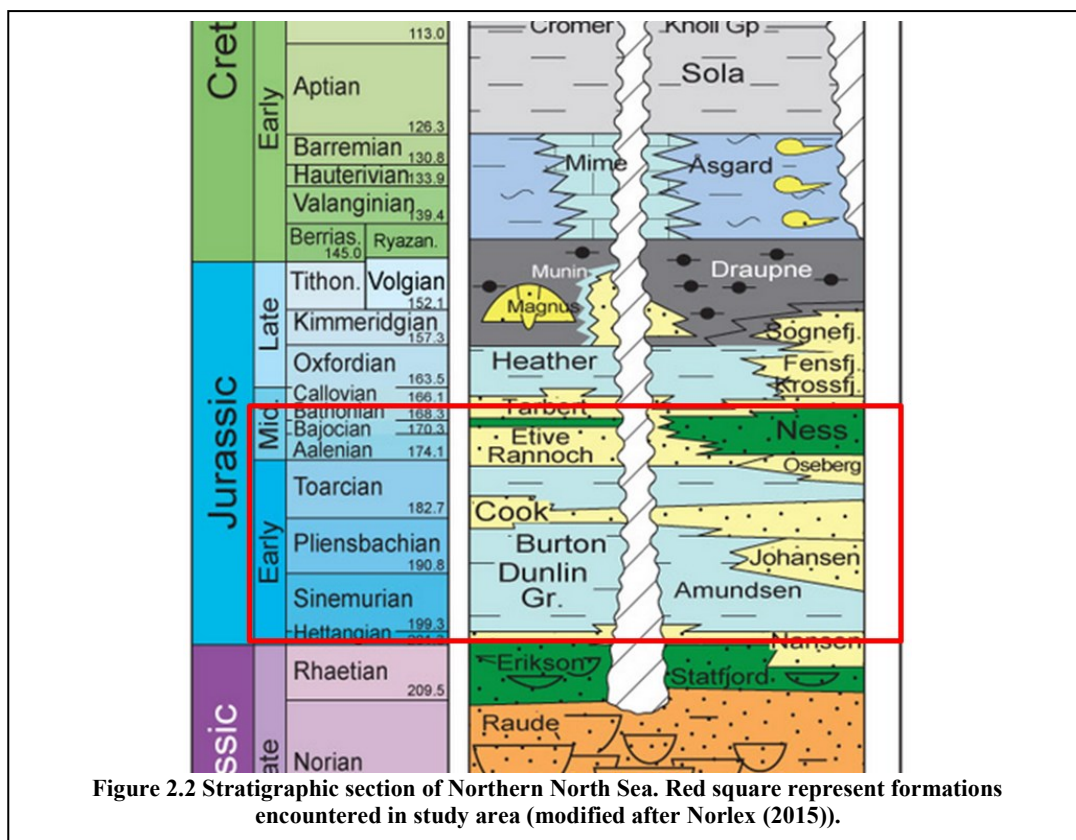 Cret
Early
113.0
Aptian
126.3
Barremian
130.8
Hauterivian 133.9
Valanginian
139.4
Berrias.
145.0
Ryazan.
Jurassic
Late
Tithon.
Volgian
152.1
Kimmeridgian
157.3
Oxfordian
163.5
Mid.
Callovian 166.1
Bathonian 168.3
Bajocian 170.3
Aalenian 174.1
Early
Toarcian
182.7
Pliensbachian
190.8
Sinemurian
199.3
Hettangian
ssic
ate
Rhaetian
209.5
Norian
Cromer Knoll Gp
Sola
Mime
Åsgard
Munin
Draupne
Magnus
Sognefj.
Heather
Fensfj.
Krossfj.
Tarbert
Etive
Rannoch
Ness
Oseberg
Cook
Burton
Dunlin
Gr.
Johansen
Amundsen
Nansen
Erikson
Statfjord
Raude
Figure 2.2 Stratigraphic section of Northern North Sea. Red square represent formations
encountered in study area (modified after Norlex (2015)).